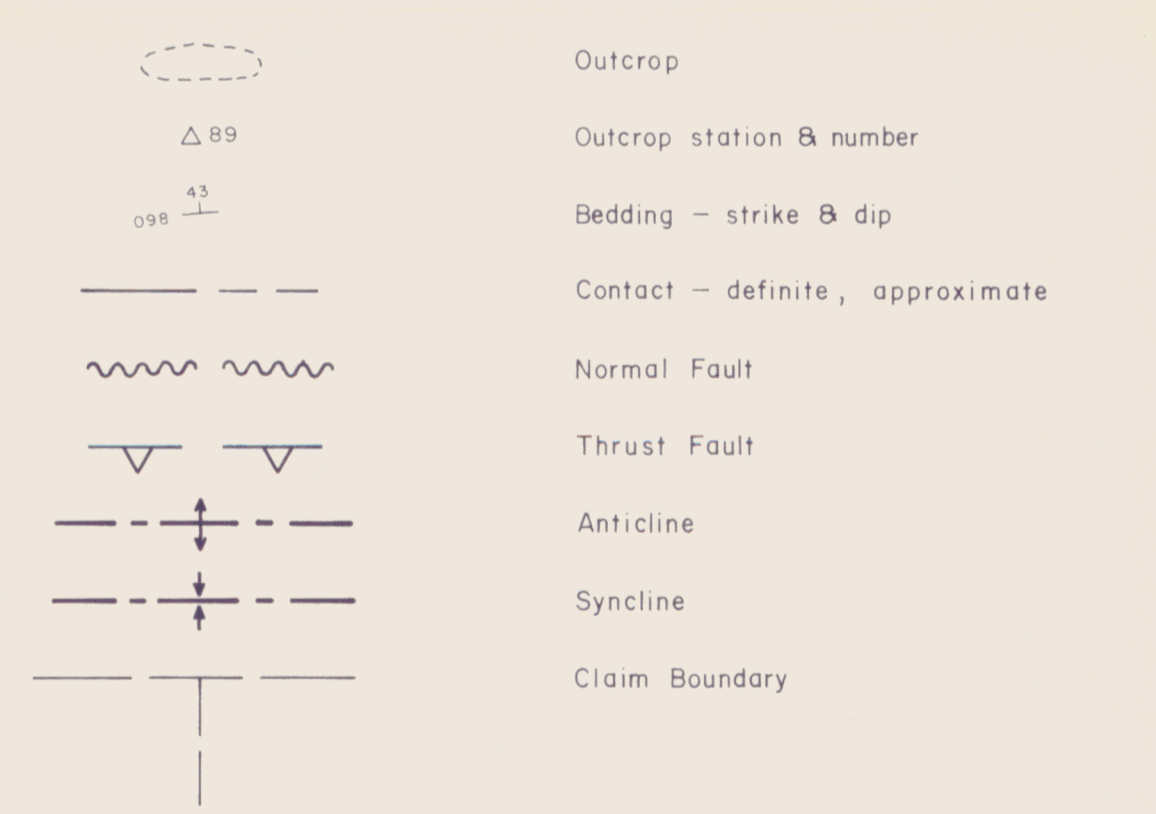 Outcrop
△ 89 Outcrop station & number
43
098 Bedding — strike & dip
Contact — definite, approximate
Normal Fault
Thrust Fault
Anticline
Syncline
Claim Boundary